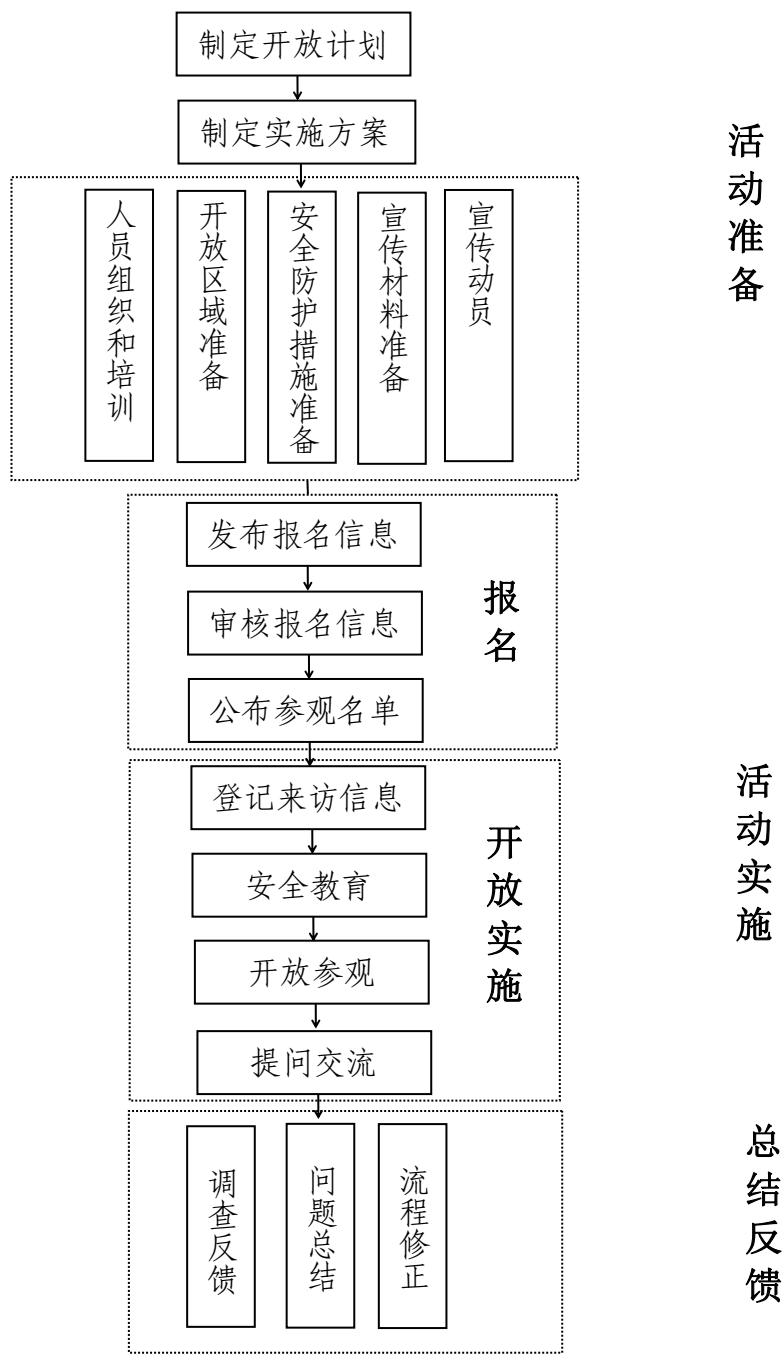 制定开放计划
制定实施方案
活动准备
人员组织和培训
开放区域准备
安全防护措施准备
宣传材料准备
宣传动员
发布报名信息
审核报名信息
公布参观名单
报名
登记来访信息
安全教育
开放参观
提问交流
开放实施
活动实施
调查反馈
问题总结
流程修正
总结反馈